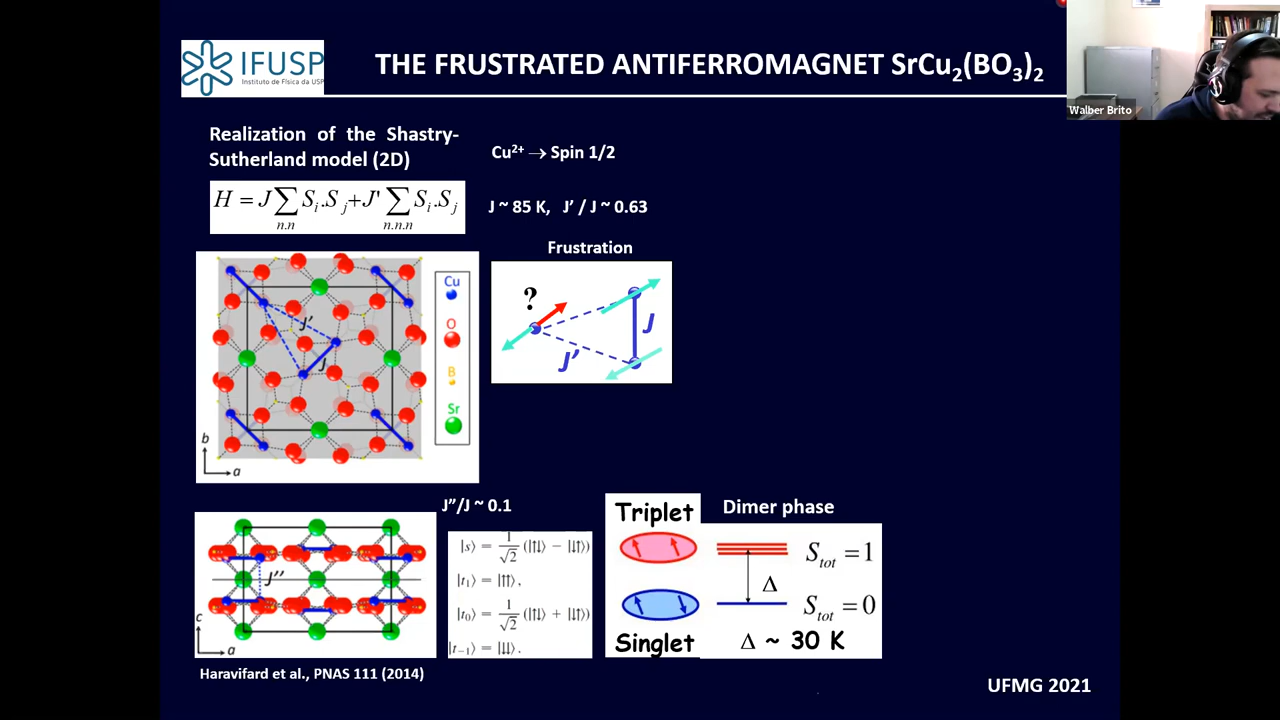 IFUSP
Instituto de Física da USP
THE FRUSTRATED ANTIFERROMAGNET SrCu₂(BO₃)₂
Walber Brito
Realization of the Shastry-
Sutherland model (2D)
Cu²⁺ → Spin 1/2
H = J ∑ Sᵢ.Sⱼ + J' ∑ Sᵢ.Sⱼ
n.n n.n.n
J ~ 85 K, J’ / J ~ 0.63
Frustration
Cu
O
B
Sr
J'
J
b
a
?
J
J'
J”/J ~ 0.1
J''
c
a
|s⟩ = 1/√2 (|↑↓⟩ − |↓↑⟩)
|t₁⟩ = |↑↑⟩,
|t₀⟩ = 1/√2 (|↑↓⟩ + |↓↑⟩)
|t₋₁⟩ = |↓↓⟩.
Triplet
Singlet
Dimer phase
Sₜₒₜ = 1
Δ
Sₜₒₜ = 0
Δ ~ 30 K
Haravifard et al., PNAS 111 (2014)
UFMG 2021